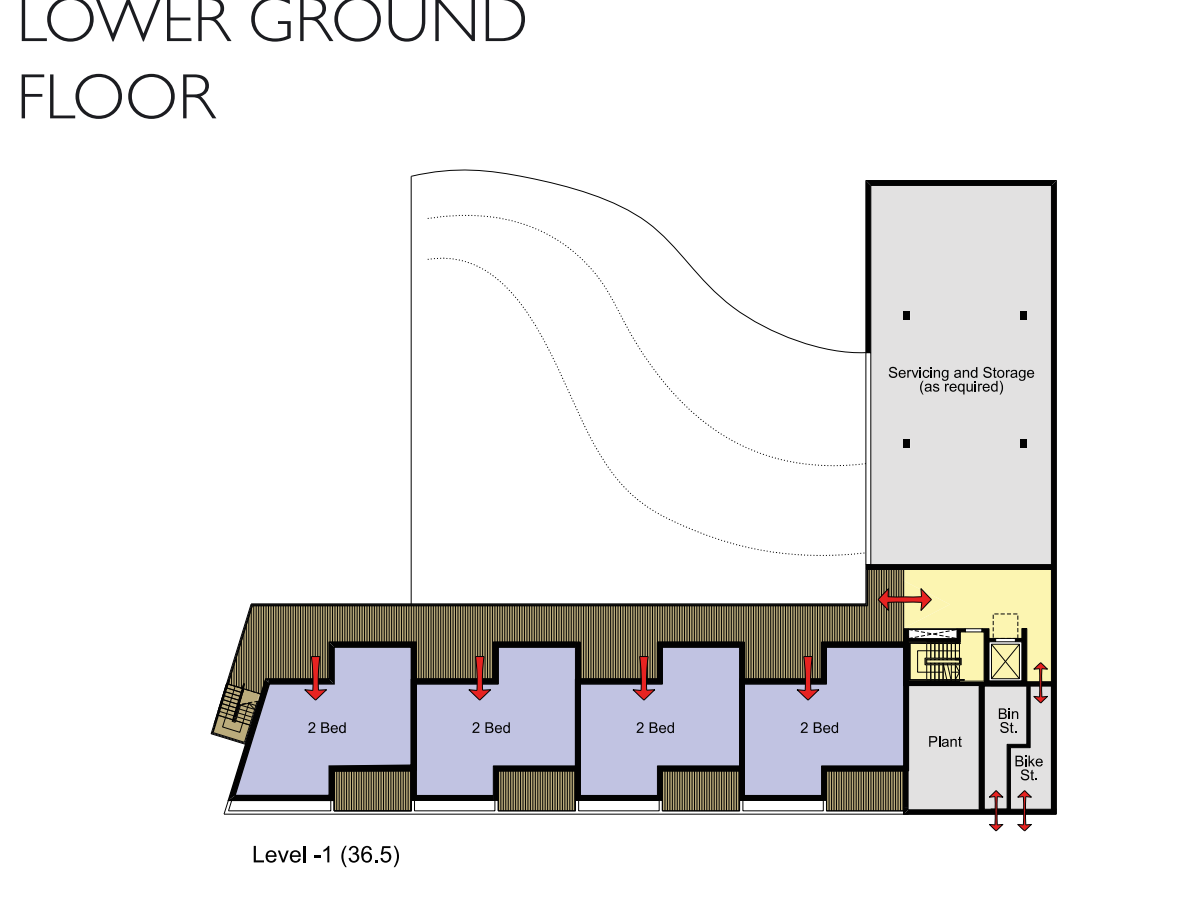 LOWER GROUND
FLOOR
Servicing and Storage
(as required)
2 Bed
2 Bed
2 Bed
2 Bed
Plant
Bin
St.
Bike
St.
Level -1 (36.5)